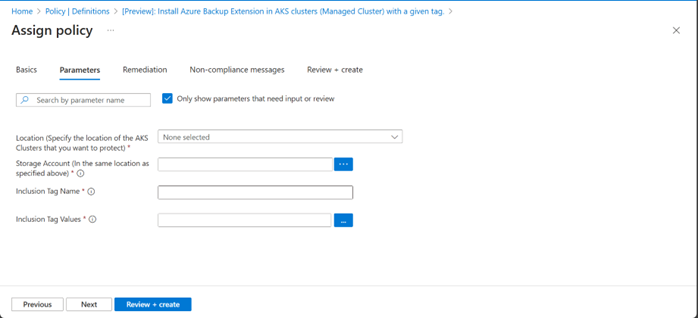 Home > Policy | Definitions > [Preview]: Install Azure Backup Extension in AKS clusters (Managed Cluster) with a given tag. >
Assign policy ...
Basics Parameters Remediation Non-compliance messages Review + create
Search by parameter name Only show parameters that need input or review
Location (Specify the location of the AKS
Clusters that you want to protect) * None selected
Storage Account (In the same location as
specified above) * ...
Inclusion Tag Name *
Inclusion Tag Values * ...
Previous Next Review + create